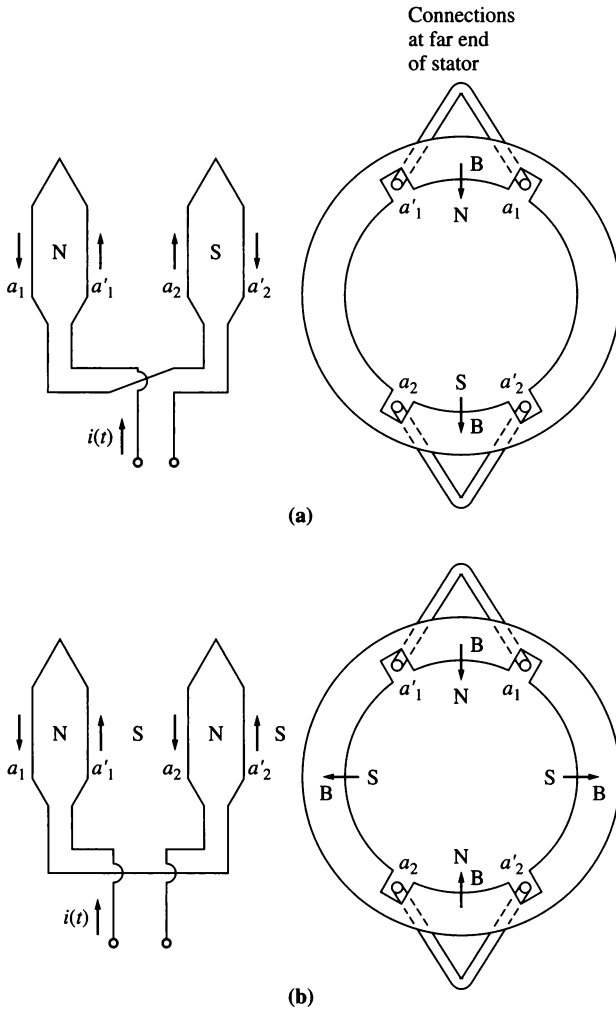 Connections
at far end
of stator
B
N
S
a'1
N
a1
a1
a'1
a2
a'2
a2
S
a'2
B
i(t)
(a)
B
a'1
N
a1
N
S
N
S
a1
a'1
a2
a'2
B
S
S
B
a2
N
B
a'2
i(t)
(b)